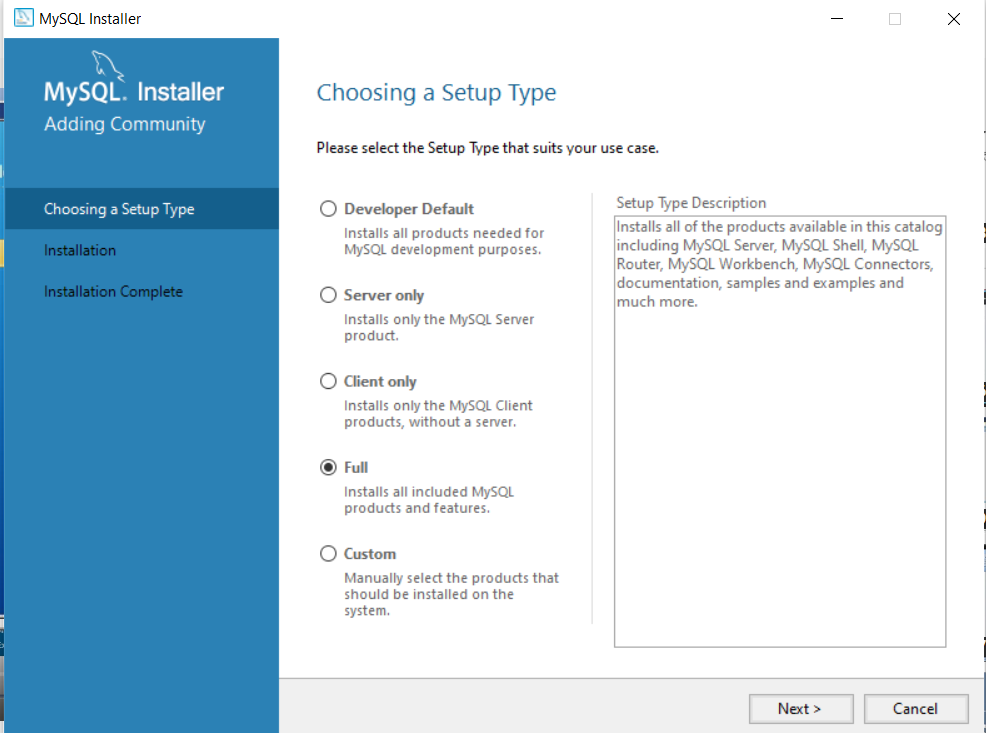 MySQL Installer
MySQL. Installer
Adding Community
Choosing a Setup Type
Installation
Installation Complete
Choosing a Setup Type
Please select the Setup Type that suits your use case.
Developer Default
Installs all products needed for
MySQL development purposes.
Server only
Installs only the MySQL Server
product.
Client only
Installs only the MySQL Client
products, without a server.
Full
Installs all included MySQL
products and features.
Custom
Manually select the products that
should be installed on the
system.
Setup Type Description
Installs all of the products available in this catalog
including MySQL Server, MySQL Shell, MySQL
Router, MySQL Workbench, MySQL Connectors,
documentation, samples and examples and
much more.
Next >
Cancel